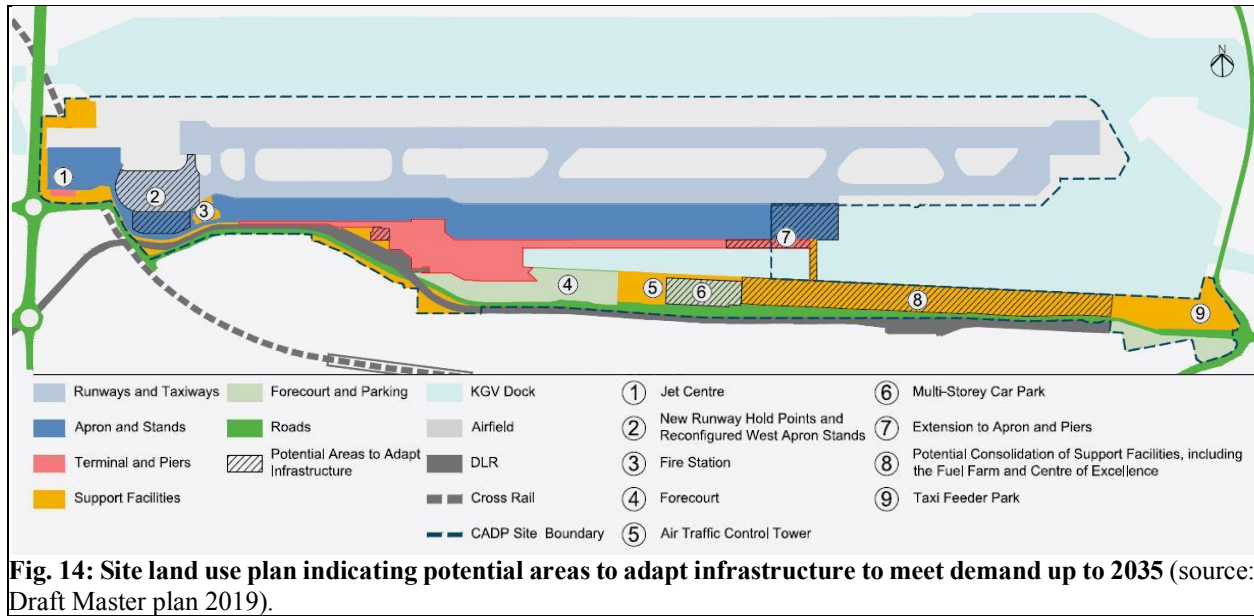 N
1
2
3
7
4
5
6
8
9
Runways and Taxiways
Apron and Stands
Terminal and Piers
Support Facilities
Forecourt and Parking
Roads
Potential Areas to Adapt
Infrastructure
KGV Dock
Airfield
DLR
Cross Rail
CADP Site Boundary
1 Jet Centre
2 New Runway Hold Points and
Reconfigured West Apron Stands
3 Fire Station
4 Forecourt
5 Air Traffic Control Tower
6 Multi-Storey Car Park
7 Extension to Apron and Piers
8 Potential Consolidation of Support Facilities, including
the Fuel Farm and Centre of Excellence
9 Taxi Feeder Park
Fig. 14: Site land use plan indicating potential areas to adapt infrastructure to meet demand up to 2035 (source:
Draft Master plan 2019).